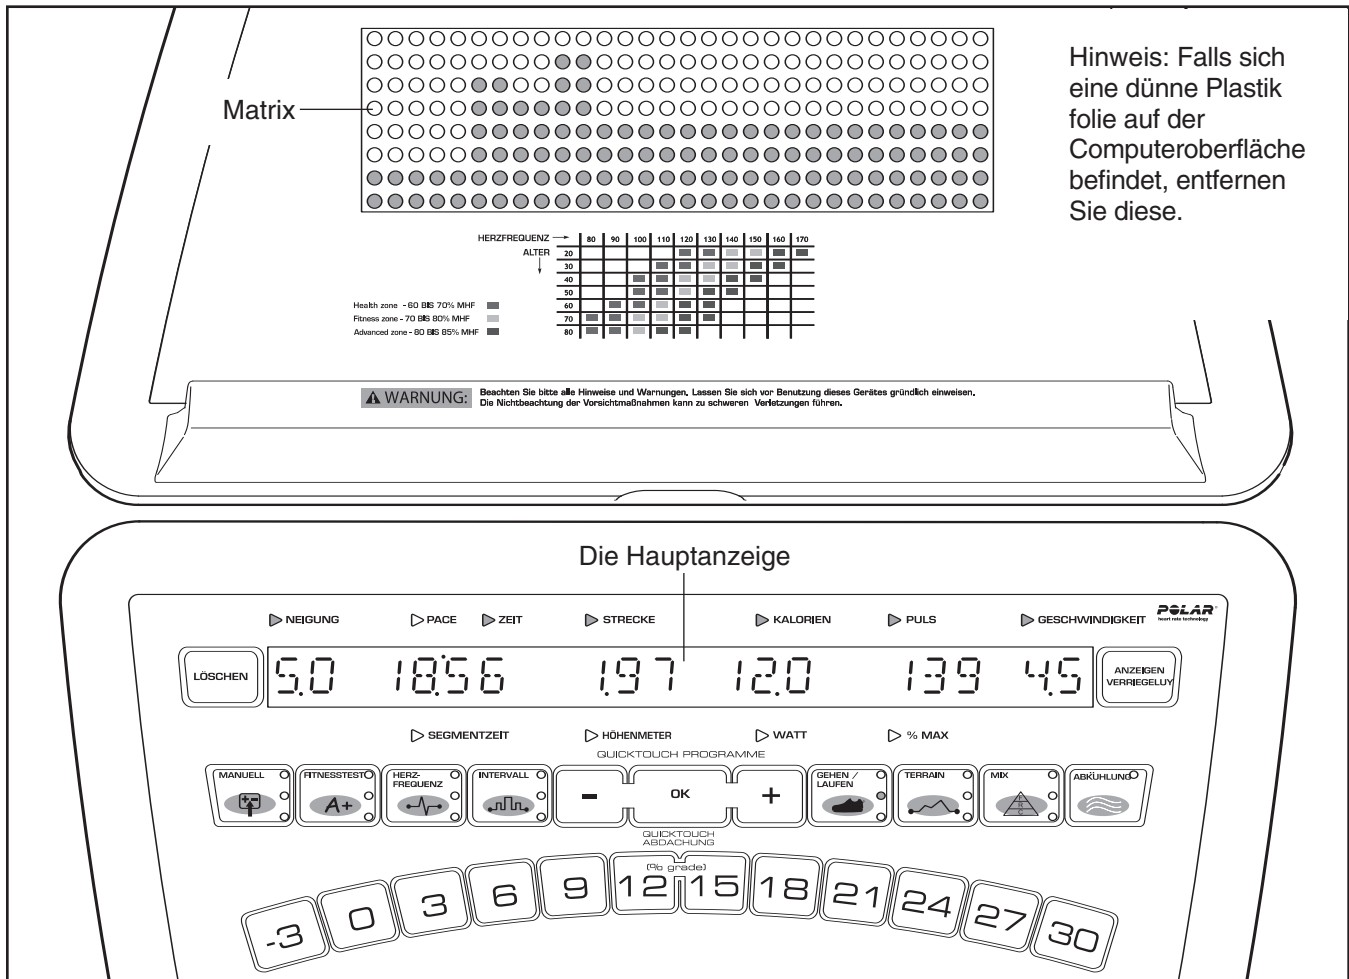 Hinweis: Falls sich
eine dünne Plastik
folie auf der
Computeroberfläche
befindet, entfernen
Sie diese.
Matrix
HERZFREQUENZ 80 90 100 110 120 130 140 150 160 170
ALTER 20
30
40
50
Health zone - 60 BIS 70% MHF 60
Fitness zone - 70 BIS 80% MHF 70
Advanced zone - 80 BIS 85% MHF 80
WARNUNG: Beachten Sie bitte alle Hinweise und Warnungen. Lassen Sie sich vor Benutzung dieses Gerätes gründlich einweisen.
Die Nichtbeachtung der Vorsichtmaßnahmen kann zu schweren Verletzungen führen.
Die Hauptanzeige
NEIGUNG PACE ZEIT STRECKE KALORIEN PULS GESCHWINDIGKEIT POLAR
heart rate technology
LÖSCHEN 5.0 18:56 1.97 12.0 139 4.5 ANZEIGEN
VERRIEGELUY
SEGMENTZEIT HÖHENMETER WATT % MAX
QUICKTOUCH PROGRAMME
MANUELL FITNESSTEST HERZ-
FREQUENZ INTERVALL - OK + GEHEN /
LAUFEN TERRAIN MIX ABKÜHLUNG
A+
QUICKTOUCH
ABDACHUNG
(% grade)
-3 0 3 6 9 12 15 18 21 24 27 30